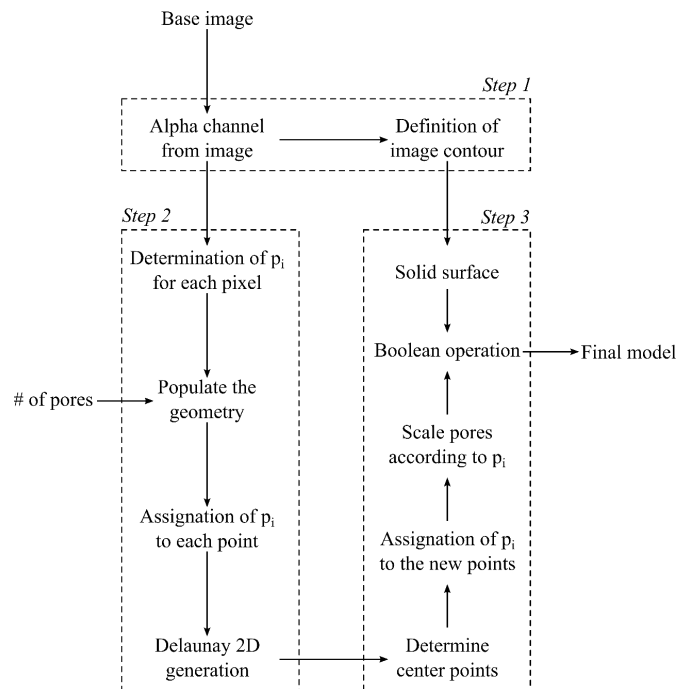 Base image
Step 1
Alpha channel
from image
Definition of
image contour
Step 2
Determination of pᵢ
for each pixel
# of pores
Populate the
geometry
Assignation of pᵢ
to each point
Delaunay 2D
generation
Step 3
Solid surface
Boolean operation
Final model
Scale pores
according to pᵢ
Assignation of pᵢ
to the new points
Determine
center points